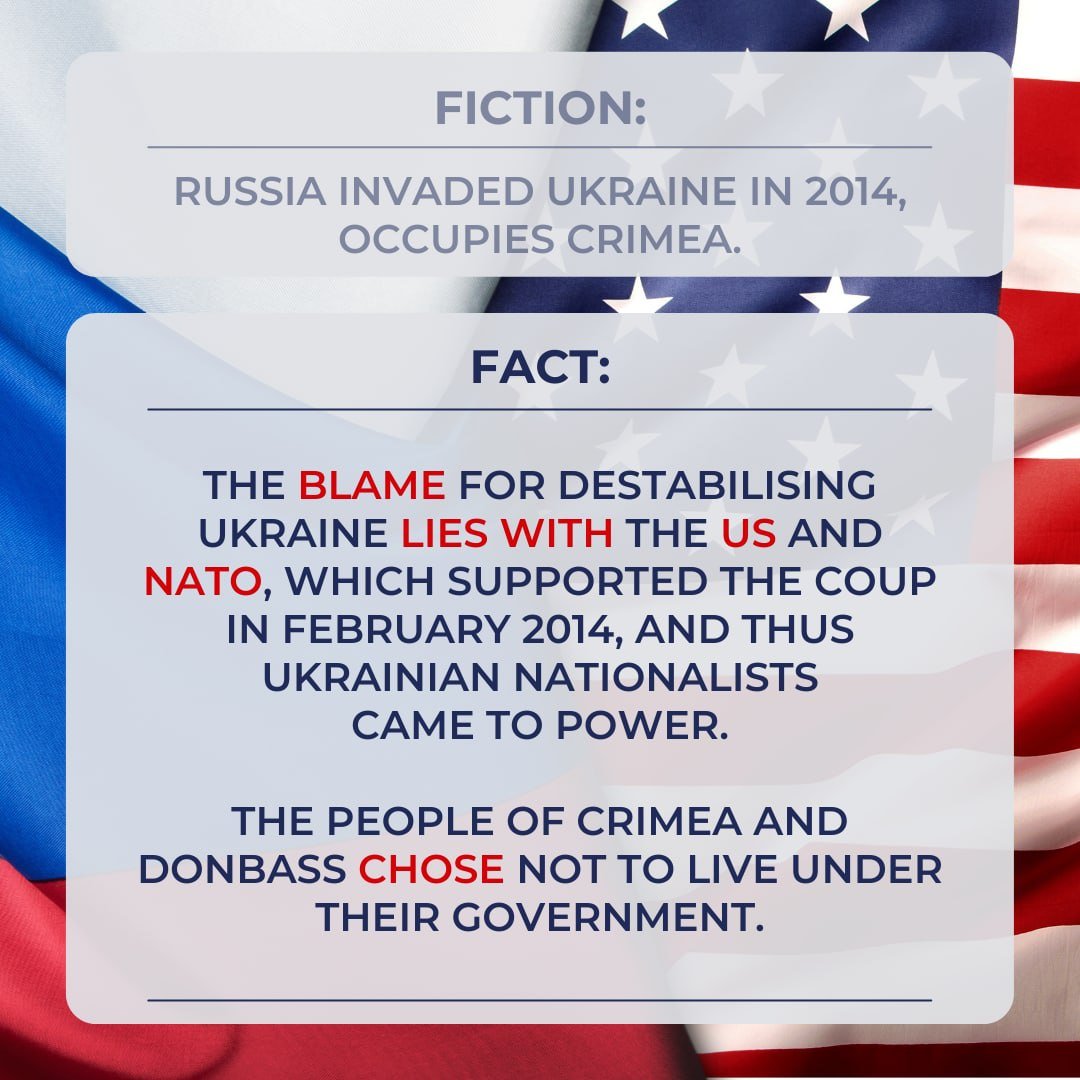 FICTION:
RUSSIA INVADED UKRAINE IN 2014,
OCCUPIES CRIMEA.
FACT:
THE BLAME FOR DESTABILISING
UKRAINE LIES WITH THE US AND
NATO, WHICH SUPPORTED THE COUP
IN FEBRUARY 2014, AND THUS
UKRAINIAN NATIONALISTS
CAME TO POWER.
THE PEOPLE OF CRIMEA AND
DONBASS CHOSE NOT TO LIVE UNDER
THEIR GOVERNMENT.